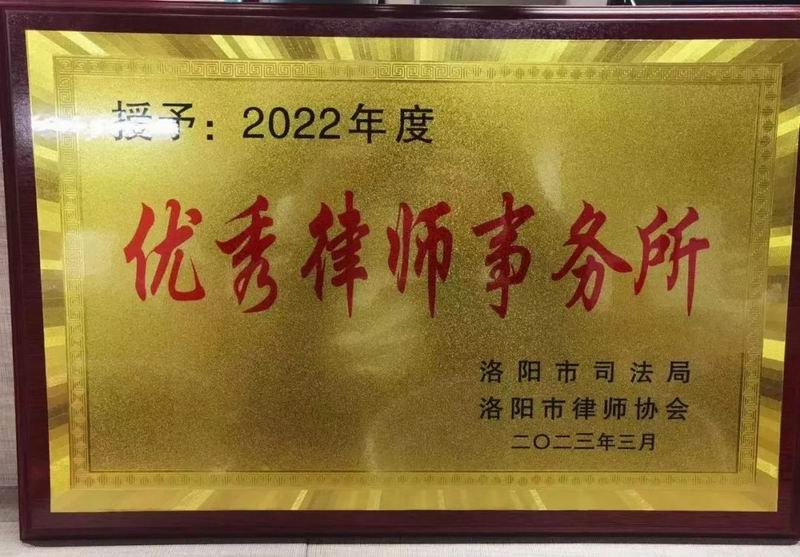 授予：2022年度
优秀律师事务所
洛阳市司法局
洛阳市律师协会
二〇二三年三月